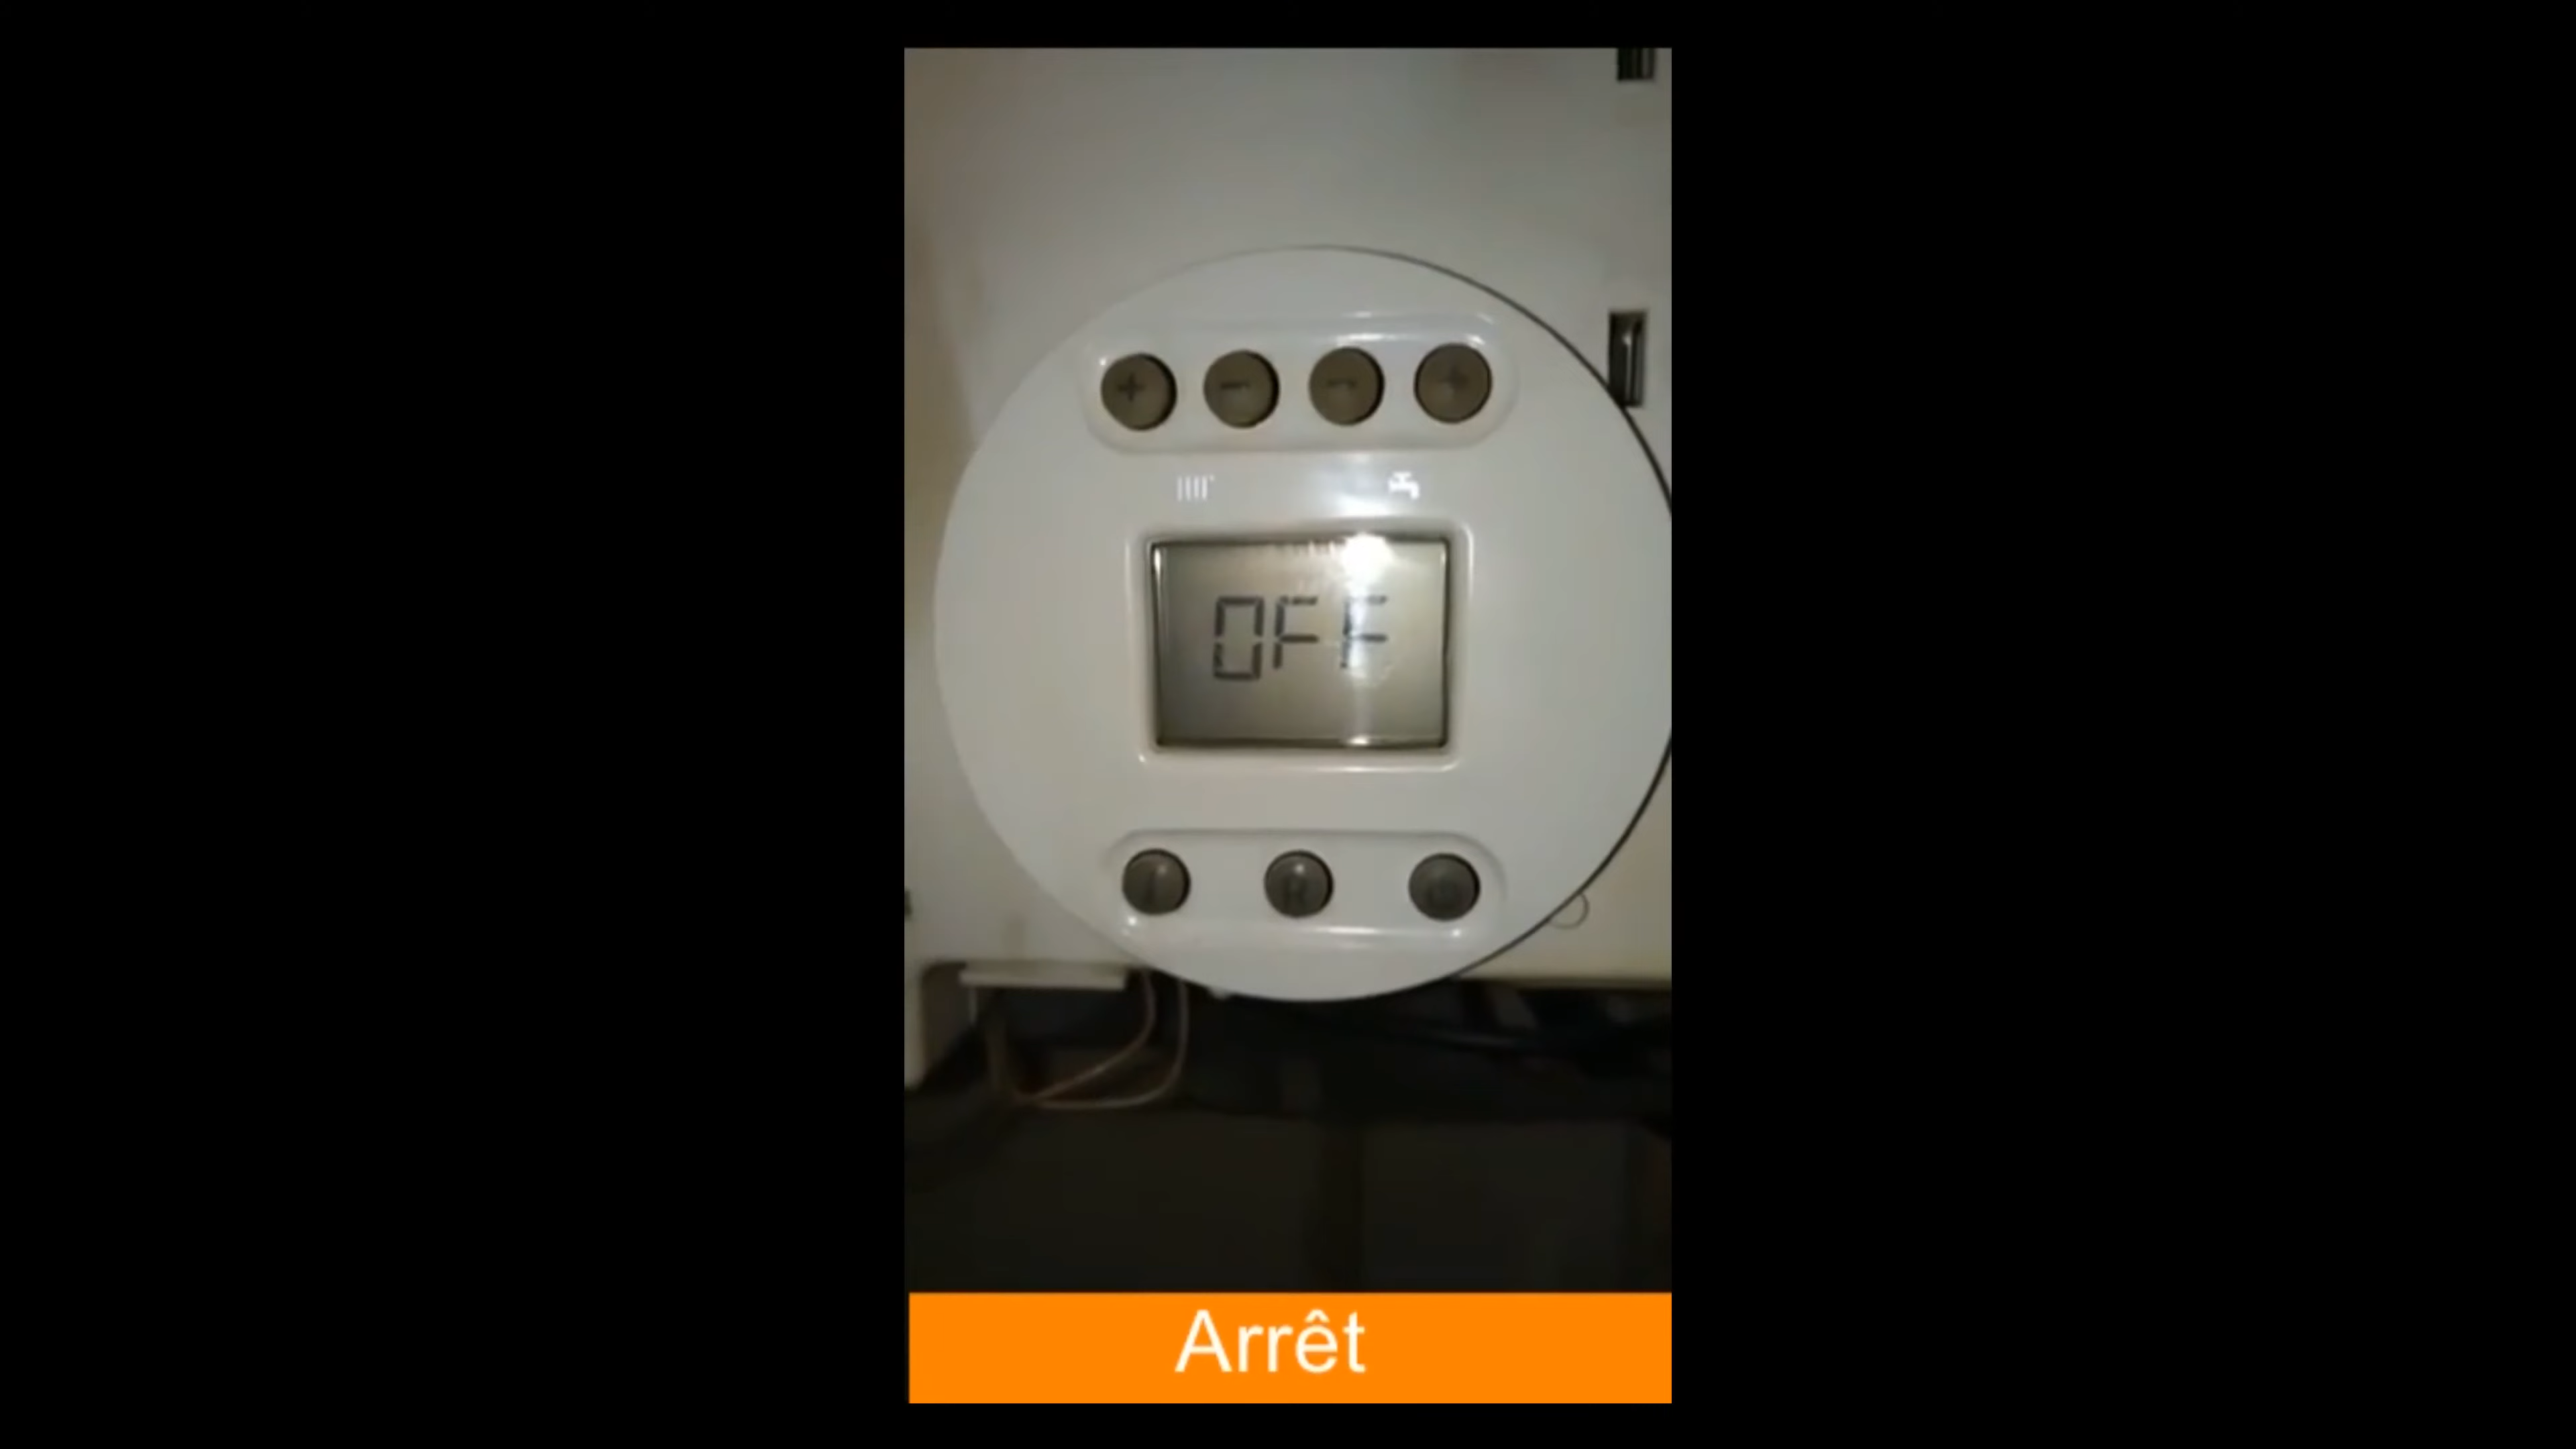 + - - +
OFF
R
Arrêt